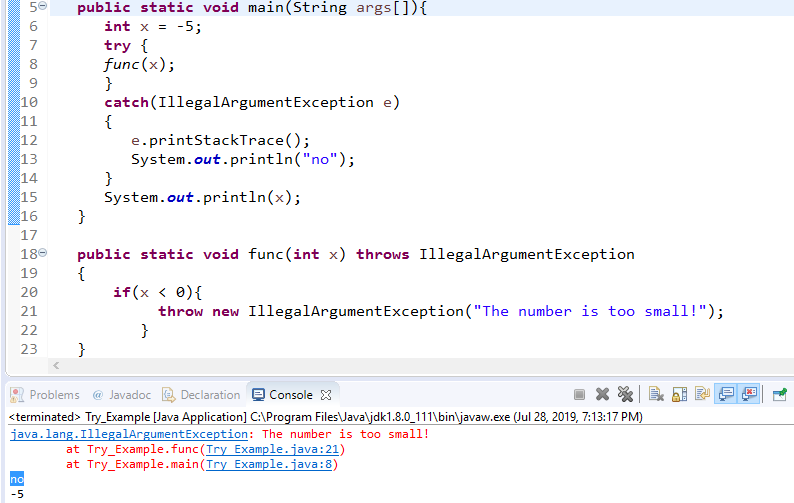 5 public static void main(String args[]){
6 int x = -5;
7 try {
8 func(x);
9 }
10 catch(IllegalArgumentException e)
11 {
12 e.printStackTrace();
13 System.out.println("no");
14 }
15 System.out.println(x);
16 }
17
18 public static void func(int x) throws IllegalArgumentException
19 {
20 if(x < 0){
21 throw new IllegalArgumentException("The number is too small!");
22 }
23 }
Problems @ Javadoc Declaration Console
<terminated> Try_Example [Java Application] C:\Program Files\Java\jdk1.8.0_111\bin\javaw.exe (Jul 28, 2019, 7:13:17 PM)
java.lang.IllegalArgumentException: The number is too small!
at Try_Example.func(Try_Example.java:21)
at Try_Example.main(Try_Example.java:8)
no
-5